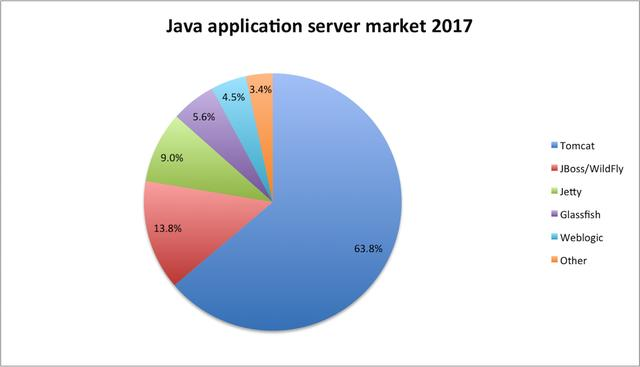 Java application server market 2017
3.4%
4.5%
5.6%
9.0%
13.8%
63.8%
Tomcat
JBoss/WildFly
Jetty
Glassfish
Weblogic
Other